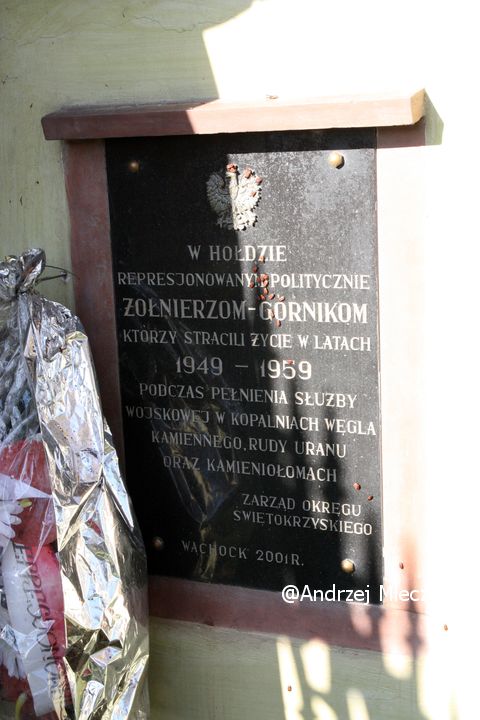 W HOŁDZIE
REPRESJONOWANYM POLITYCZNIE
ŻOŁNIERZOM-GÓRNIKOM
KTÓRZY STRACILI ŻYCIE W LATACH
1949 – 1959
PODCZAS PEŁNIENIA SŁUŻBY
WOJSKOWEJ W KOPALNIACH WĘGLA
KAMIENNEGO, RUDY URANU
ORAZ KAMIENIOŁOMACH
ZARZĄD OKRĘGU
ŚWIĘTOKRZYSKIEGO
WĄCHOCK 2001R.
@Andrzej